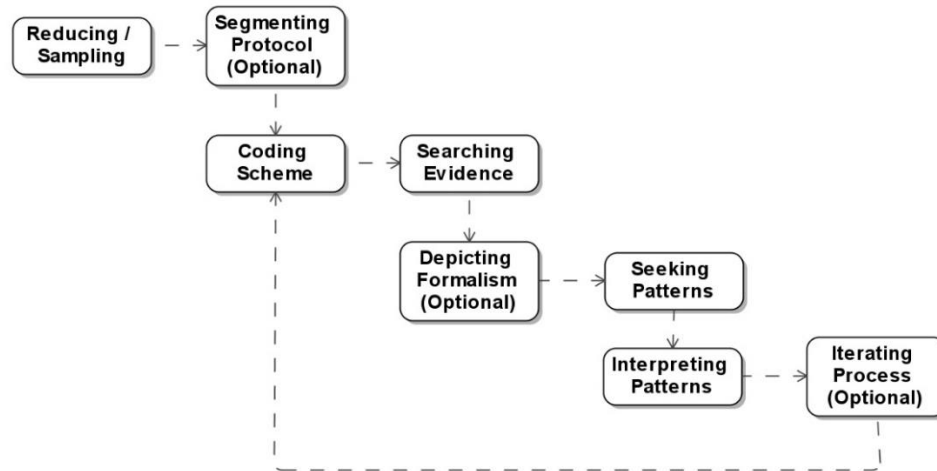 Reducing /
Sampling
Segmenting
Protocol
(Optional)
Coding
Scheme
Searching
Evidence
Depicting
Formalism
(Optional)
Seeking
Patterns
Interpreting
Patterns
Iterating
Process
(Optional)